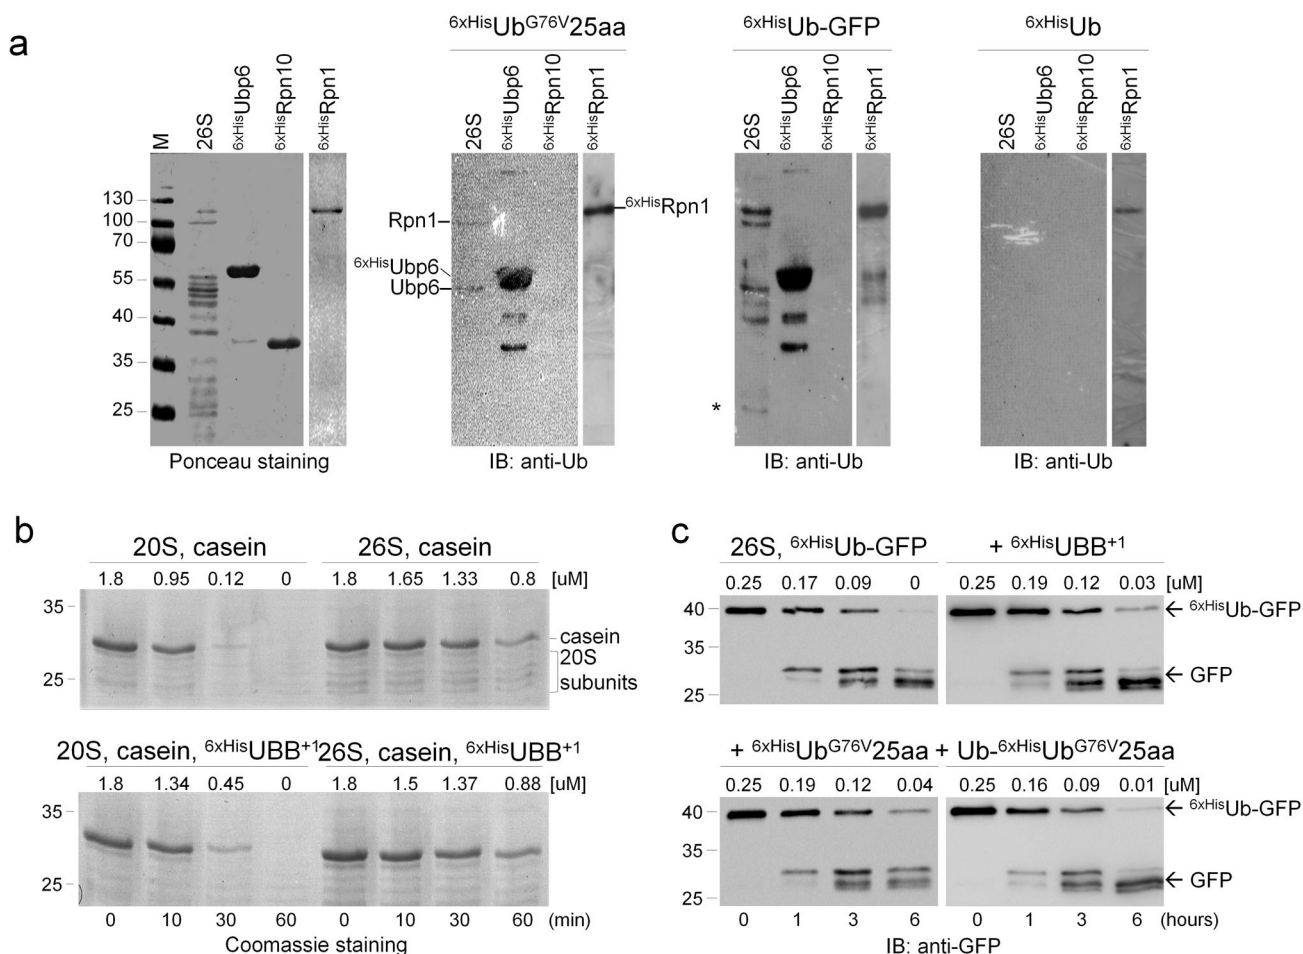 a
6xHisUbG76V25aa 6xHisUb-GFP 6xHisUb
M 26S 6xHisUbp6 6xHisRpn10 6xHisRpn1
26S 6xHisUbp6 6xHisRpn10 6xHisRpn1
26S 6xHisUbp6 6xHisRpn10 6xHisRpn1
26S 6xHisUbp6 6xHisRpn10 6xHisRpn1
130
100
70
55
40
35
25
Rpn1
6xHisUbp6
Ubp6
6xHisRpn1
*
Ponceau staining IB: anti-Ub IB: anti-Ub IB: anti-Ub
b
20S, casein 26S, casein
1.8 0.95 0.12 0 1.8 1.65 1.33 0.8 [uM]
35
25
casein
20S
subunits
20S, casein, 6xHisUBB+1 26S, casein, 6xHisUBB+1
1.8 1.34 0.45 0 1.8 1.5 1.37 0.88 [uM]
35
25
0 10 30 60 0 10 30 60 (min)
Coomassie staining
c
26S, 6xHisUb-GFP + 6xHisUBB+1
0.25 0.17 0.09 0 0.25 0.19 0.12 0.03 [uM]
40
35
25
← 6xHisUb-GFP
← GFP
+ 6xHisUbG76V25aa + Ub-6xHisUbG76V25aa
0.25 0.19 0.12 0.04 0.25 0.16 0.09 0.01 [uM]
40
35
25
← 6xHisUb-GFP
← GFP
0 1 3 6 0 1 3 6 (hours)
IB: anti-GFP